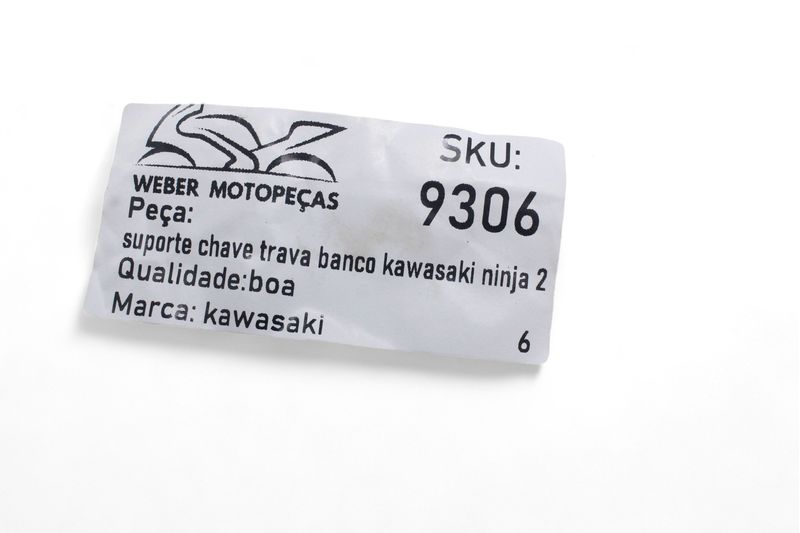 WEBER MOTOPEÇAS
SKU:
9306
Peça:
suporte chave trava banco kawasaki ninja 2
Qualidade:boa
Marca: kawasaki
6